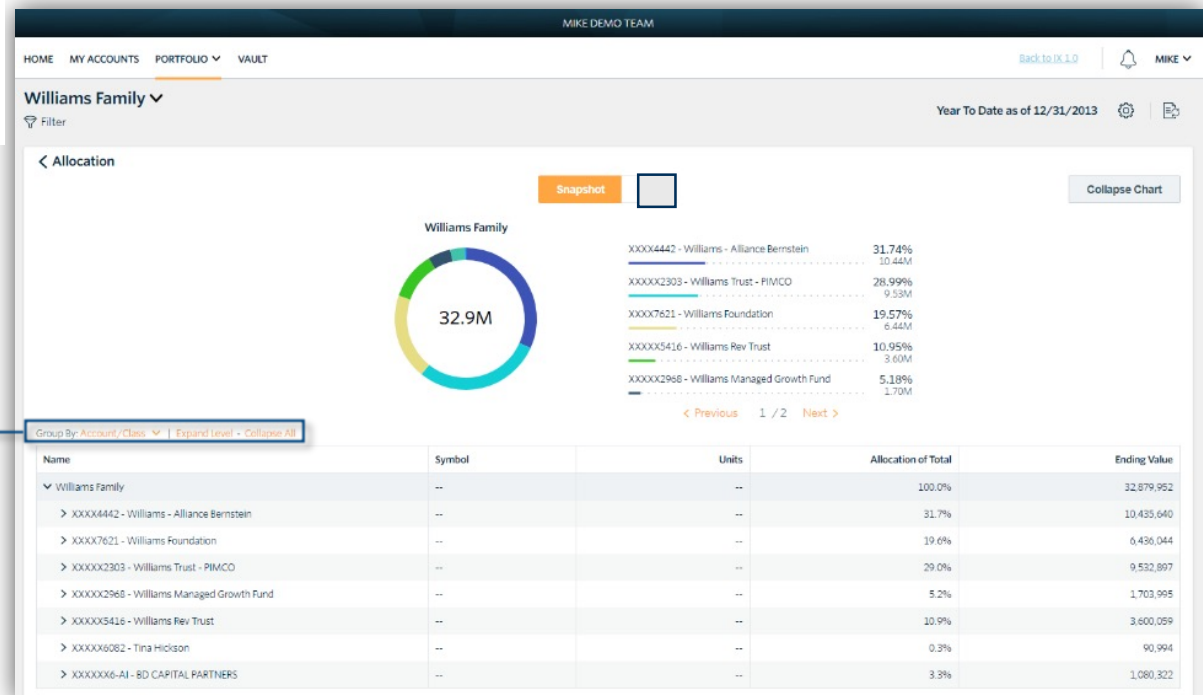 MIKE DEMO TEAM
HOME MY ACCOUNTS PORTFOLIO VAULT Back to IX 1.0 MIKE
Williams Family
Filter
Year To Date as of 12/31/2013
Allocation
Snapshot
Collapse Chart
Williams Family
32.9M
XXXX4442 - Williams - Alliance Bernstein 31.74%
10.44M
XXXXX2303 - Williams Trust - PIMCO 28.99%
9.53M
XXXX7621 - Williams Foundation 19.57%
6.44M
XXXXX5416 - Williams Rev Trust 10.95%
3.60M
XXXXX2968 - Williams Managed Growth Fund 5.18%
1.70M
< Previous 1 / 2 Next >
Group By: Account/Class | Expand Level - Collapse All
Name Symbol Units Allocation of Total Ending Value
Williams Family -- -- 100.0% 32,879,952
XXXX4442 - Williams - Alliance Bernstein -- -- 31.7% 10,435,640
XXXX7621 - Williams Foundation -- -- 19.6% 6,436,044
XXXXX2303 - Williams Trust - PIMCO -- -- 29.0% 9,532,897
XXXXX2968 - Williams Managed Growth Fund -- -- 5.2% 1,703,995
XXXXX5416 - Williams Rev Trust -- -- 10.9% 3,600,059
XXXXX6082 - Tina Hickson -- -- 0.3% 90,994
XXXXXX6-AI - BD CAPITAL PARTNERS -- -- 3.3% 1,080,322